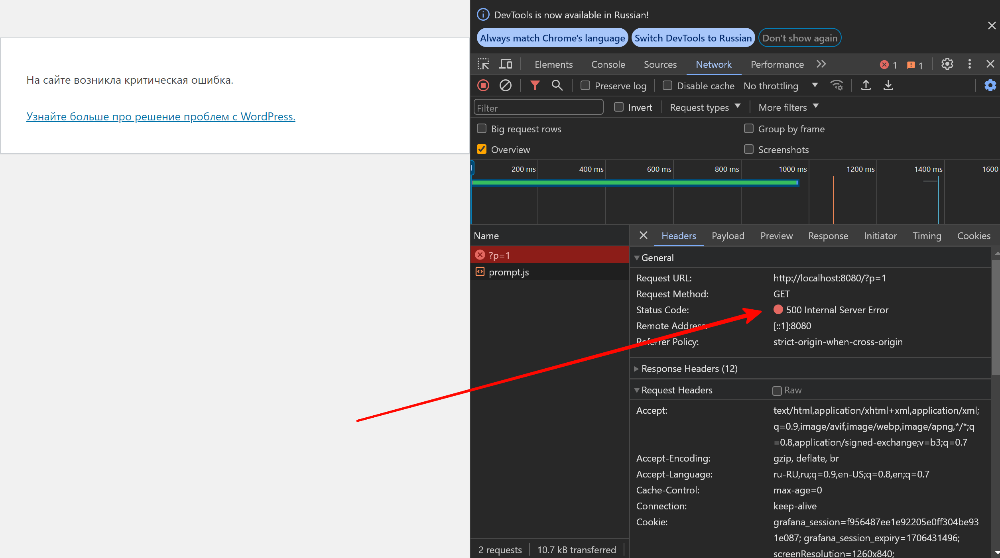 На сайте возникла критическая ошибка.
Узнайте больше про решение проблем с WordPress.
DevTools is now available in Russian!
Always match Chrome's language
Switch DevTools to Russian
Don't show again
Elements
Console
Sources
Network
Performance
1
1
Preserve log
Disable cache
No throttling
Filter
Invert
Request types
More filters
Big request rows
Group by frame
Overview
Screenshots
200 ms
400 ms
600 ms
800 ms
1000 ms
1200 ms
1400 ms
1600
Name
?p=1
prompt.js
2 requests
10.7 kB transferred
Headers
Payload
Preview
Response
Initiator
Timing
Cookies
General
Request URL: http://localhost:8080/?p=1
Request Method: GET
Status Code: 500 Internal Server Error
Remote Address: [::1]:8080
Referrer Policy: strict-origin-when-cross-origin
Response Headers (12)
Request Headers
Raw
Accept: text/html,application/xhtml+xml,application/xml;
q=0.9,image/avif,image/webp,image/apng,*/*;q
=0.8,application/signed-exchange;v=b3;q=0.7
Accept-Encoding: gzip, deflate, br
Accept-Language: ru-RU,ru;q=0.9,en-US;q=0.8,en;q=0.7
Cache-Control: max-age=0
Connection: keep-alive
Cookie: grafana_session=f956487ee1e92205e0ff304be93
1e087; grafana_session_expiry=1706431496;
screenResolution=1260x840;